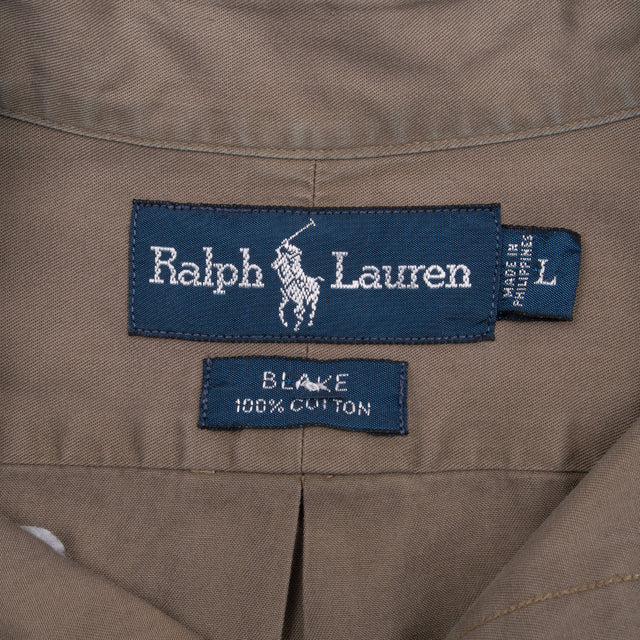 Ralph Lauren
MADE IN
PHILIPPINES
L
BLAKE
100% COTTON